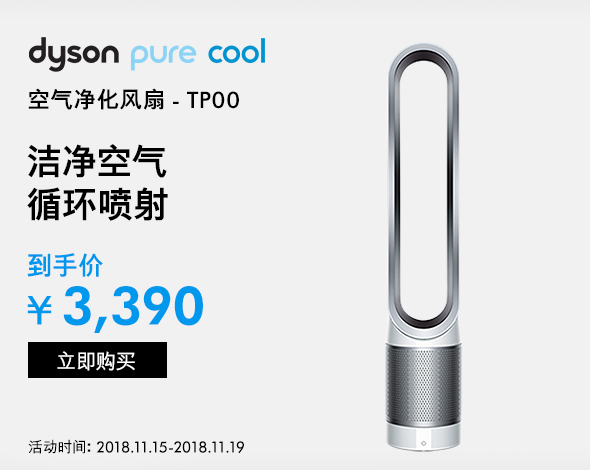 dyson pure cool
空气净化风扇 - TP00
洁净空气
循环喷射
到手价
¥ 3,390
立即购买
活动时间: 2018.11.15-2018.11.19